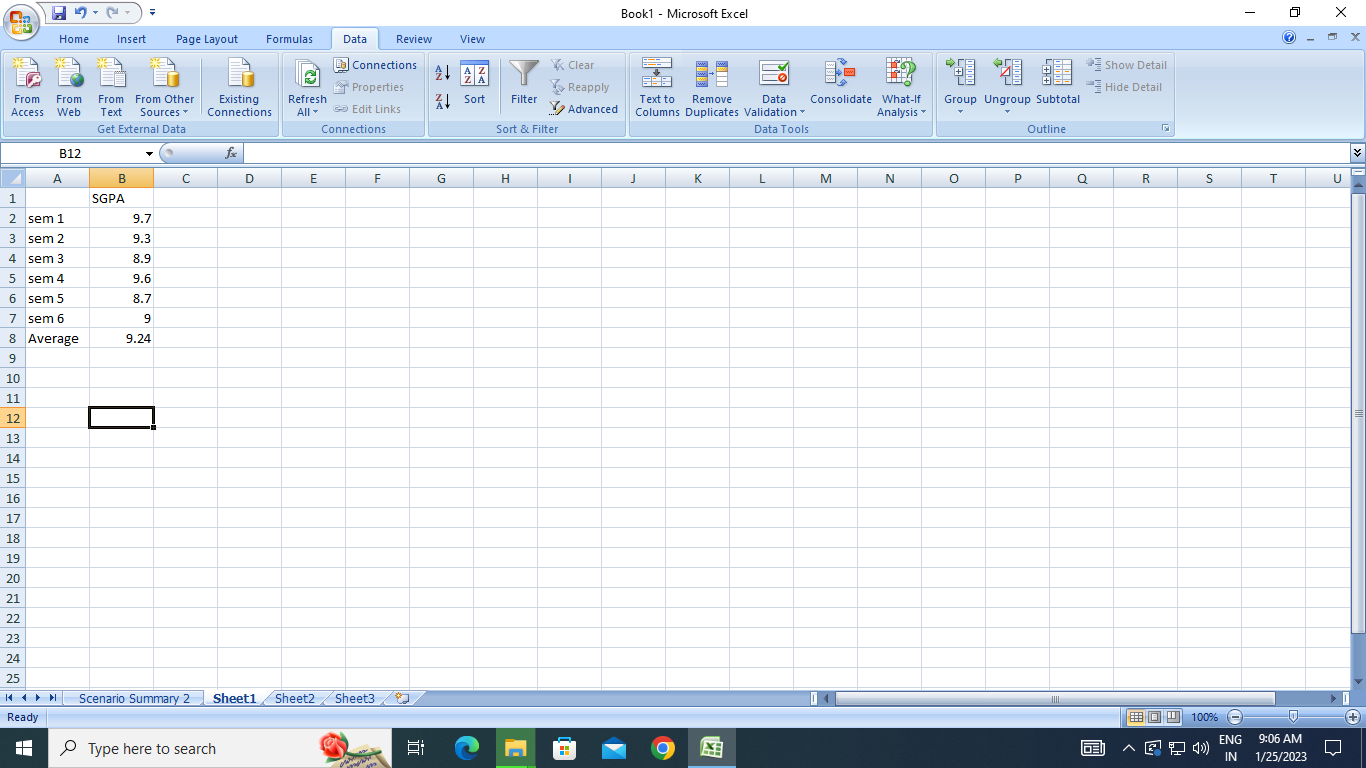 Book1 - Microsoft Excel
Home Insert Page Layout Formulas Data Review View
From Access
From Web
From Text
From Other Sources
Existing Connections
Get External Data
Refresh All
Connections
Properties
Edit Links
Connections
Sort
Filter
Clear
Reapply
Advanced
Sort & Filter
Text to Columns
Remove Duplicates
Data Validation
Consolidate
What-If Analysis
Data Tools
Group
Ungroup
Subtotal
Show Detail
Hide Detail
Outline
B12 fx
A B C D E F G H I J K L M N O P Q R S T U
1 SGPA
2 sem 1 9.7
3 sem 2 9.3
4 sem 3 8.9
5 sem 4 9.6
6 sem 5 8.7
7 sem 6 9
8 Average 9.24
9
10
11
12
13
14
15
16
17
18
19
20
21
22
23
24
25
Scenario Summary 2 Sheet1 Sheet2 Sheet3
Ready 100%
Type here to search
ENG
IN
9:06 AM
1/25/2023